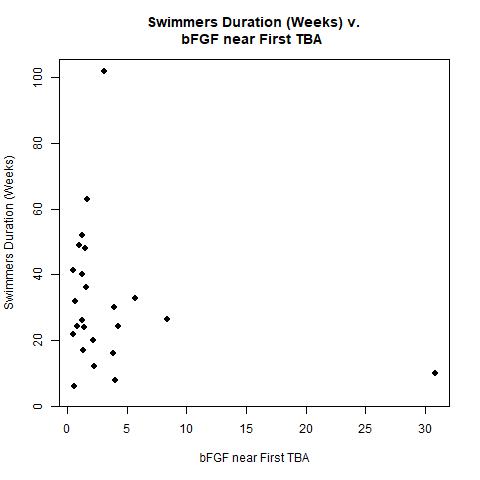 Swimmers Duration (Weeks) v.
bFGF near First TBA
Swimmers Duration (Weeks)
100
80
60
40
20
0
0 5 10 15 20 25 30
bFGF near First TBA